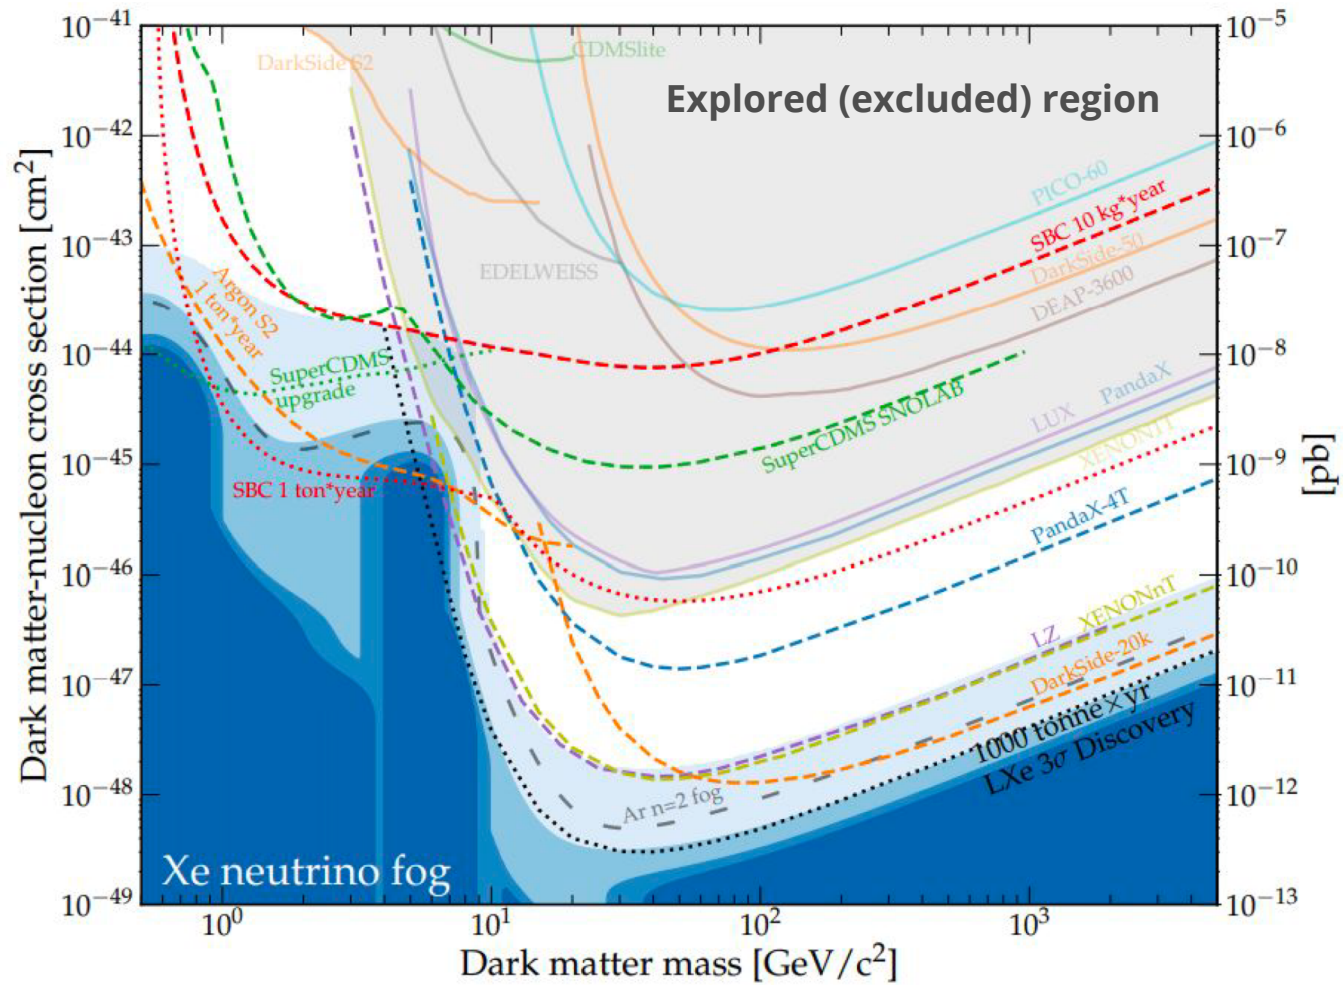 Dark matter-nucleon cross section [cm²]
10⁻⁴¹
10⁻⁴²
10⁻⁴³
10⁻⁴⁴
10⁻⁴⁵
10⁻⁴⁶
10⁻⁴⁷
10⁻⁴⁸
10⁻⁴⁹
DarkSide S2
CDMSlite
Explored (excluded) region
PICO-60
SBC 10 kg*year
DarkSide-50
DEAP-3600
EDELWEISS
Argon S2
1 ton*year
SuperCDMS
upgrade
SuperCDMS SNOLAB
LUX
PandaX
XENON1T
SBC 1 ton*year
PandaX-4T
LZ
XENONnT
DarkSide-20k
1000 tonne×yr
LXe 3σ Discovery
Ar n=2 fog
Xe neutrino fog
10⁻⁵
10⁻⁶
10⁻⁷
10⁻⁸
10⁻⁹
10⁻¹⁰
10⁻¹¹
10⁻¹²
10⁻¹³
[pb]
10⁰
10¹
10²
10³
Dark matter mass [GeV/c²]